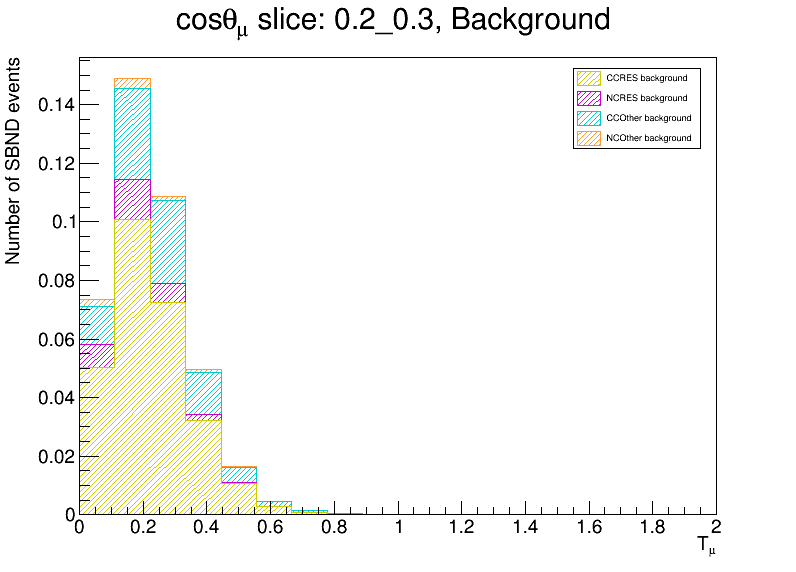 cosθμ slice: 0.2_0.3, Background
Number of SBND events
CCRES background
NCRES background
CCOther background
NCOther background
0.14
0.12
0.1
0.08
0.06
0.04
0.02
0
0 0.2 0.4 0.6 0.8 1 1.2 1.4 1.6 1.8 2
Tμ